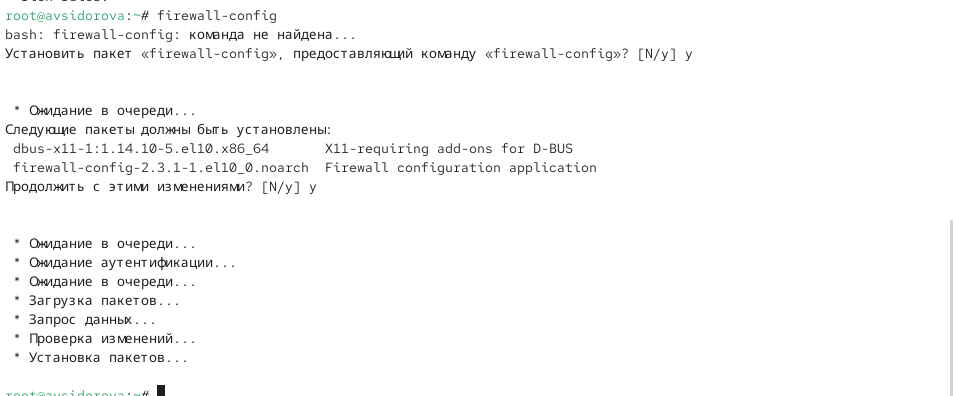 root@avsidorova:~# firewall-config
bash: firewall-config: команда не найдена...
Установить пакет «firewall-config», предоставляющий команду «firewall-config»? [N/y] y
* Ожидание в очереди...
Следующие пакеты должны быть установлены:
dbus-x11-1:1.14.10-5.el10.x86_64 X11-requiring add-ons for D-BUS
firewall-config-2.3.1-1.el10_0.noarch Firewall configuration application
Продолжить с этими изменениями? [N/y] y
* Ожидание в очереди...
* Ожидание аутентификации...
* Ожидание в очереди...
* Загрузка пакетов...
* Запрос данных...
* Проверка изменений...
* Установка пакетов...
root@avsidorova:~#